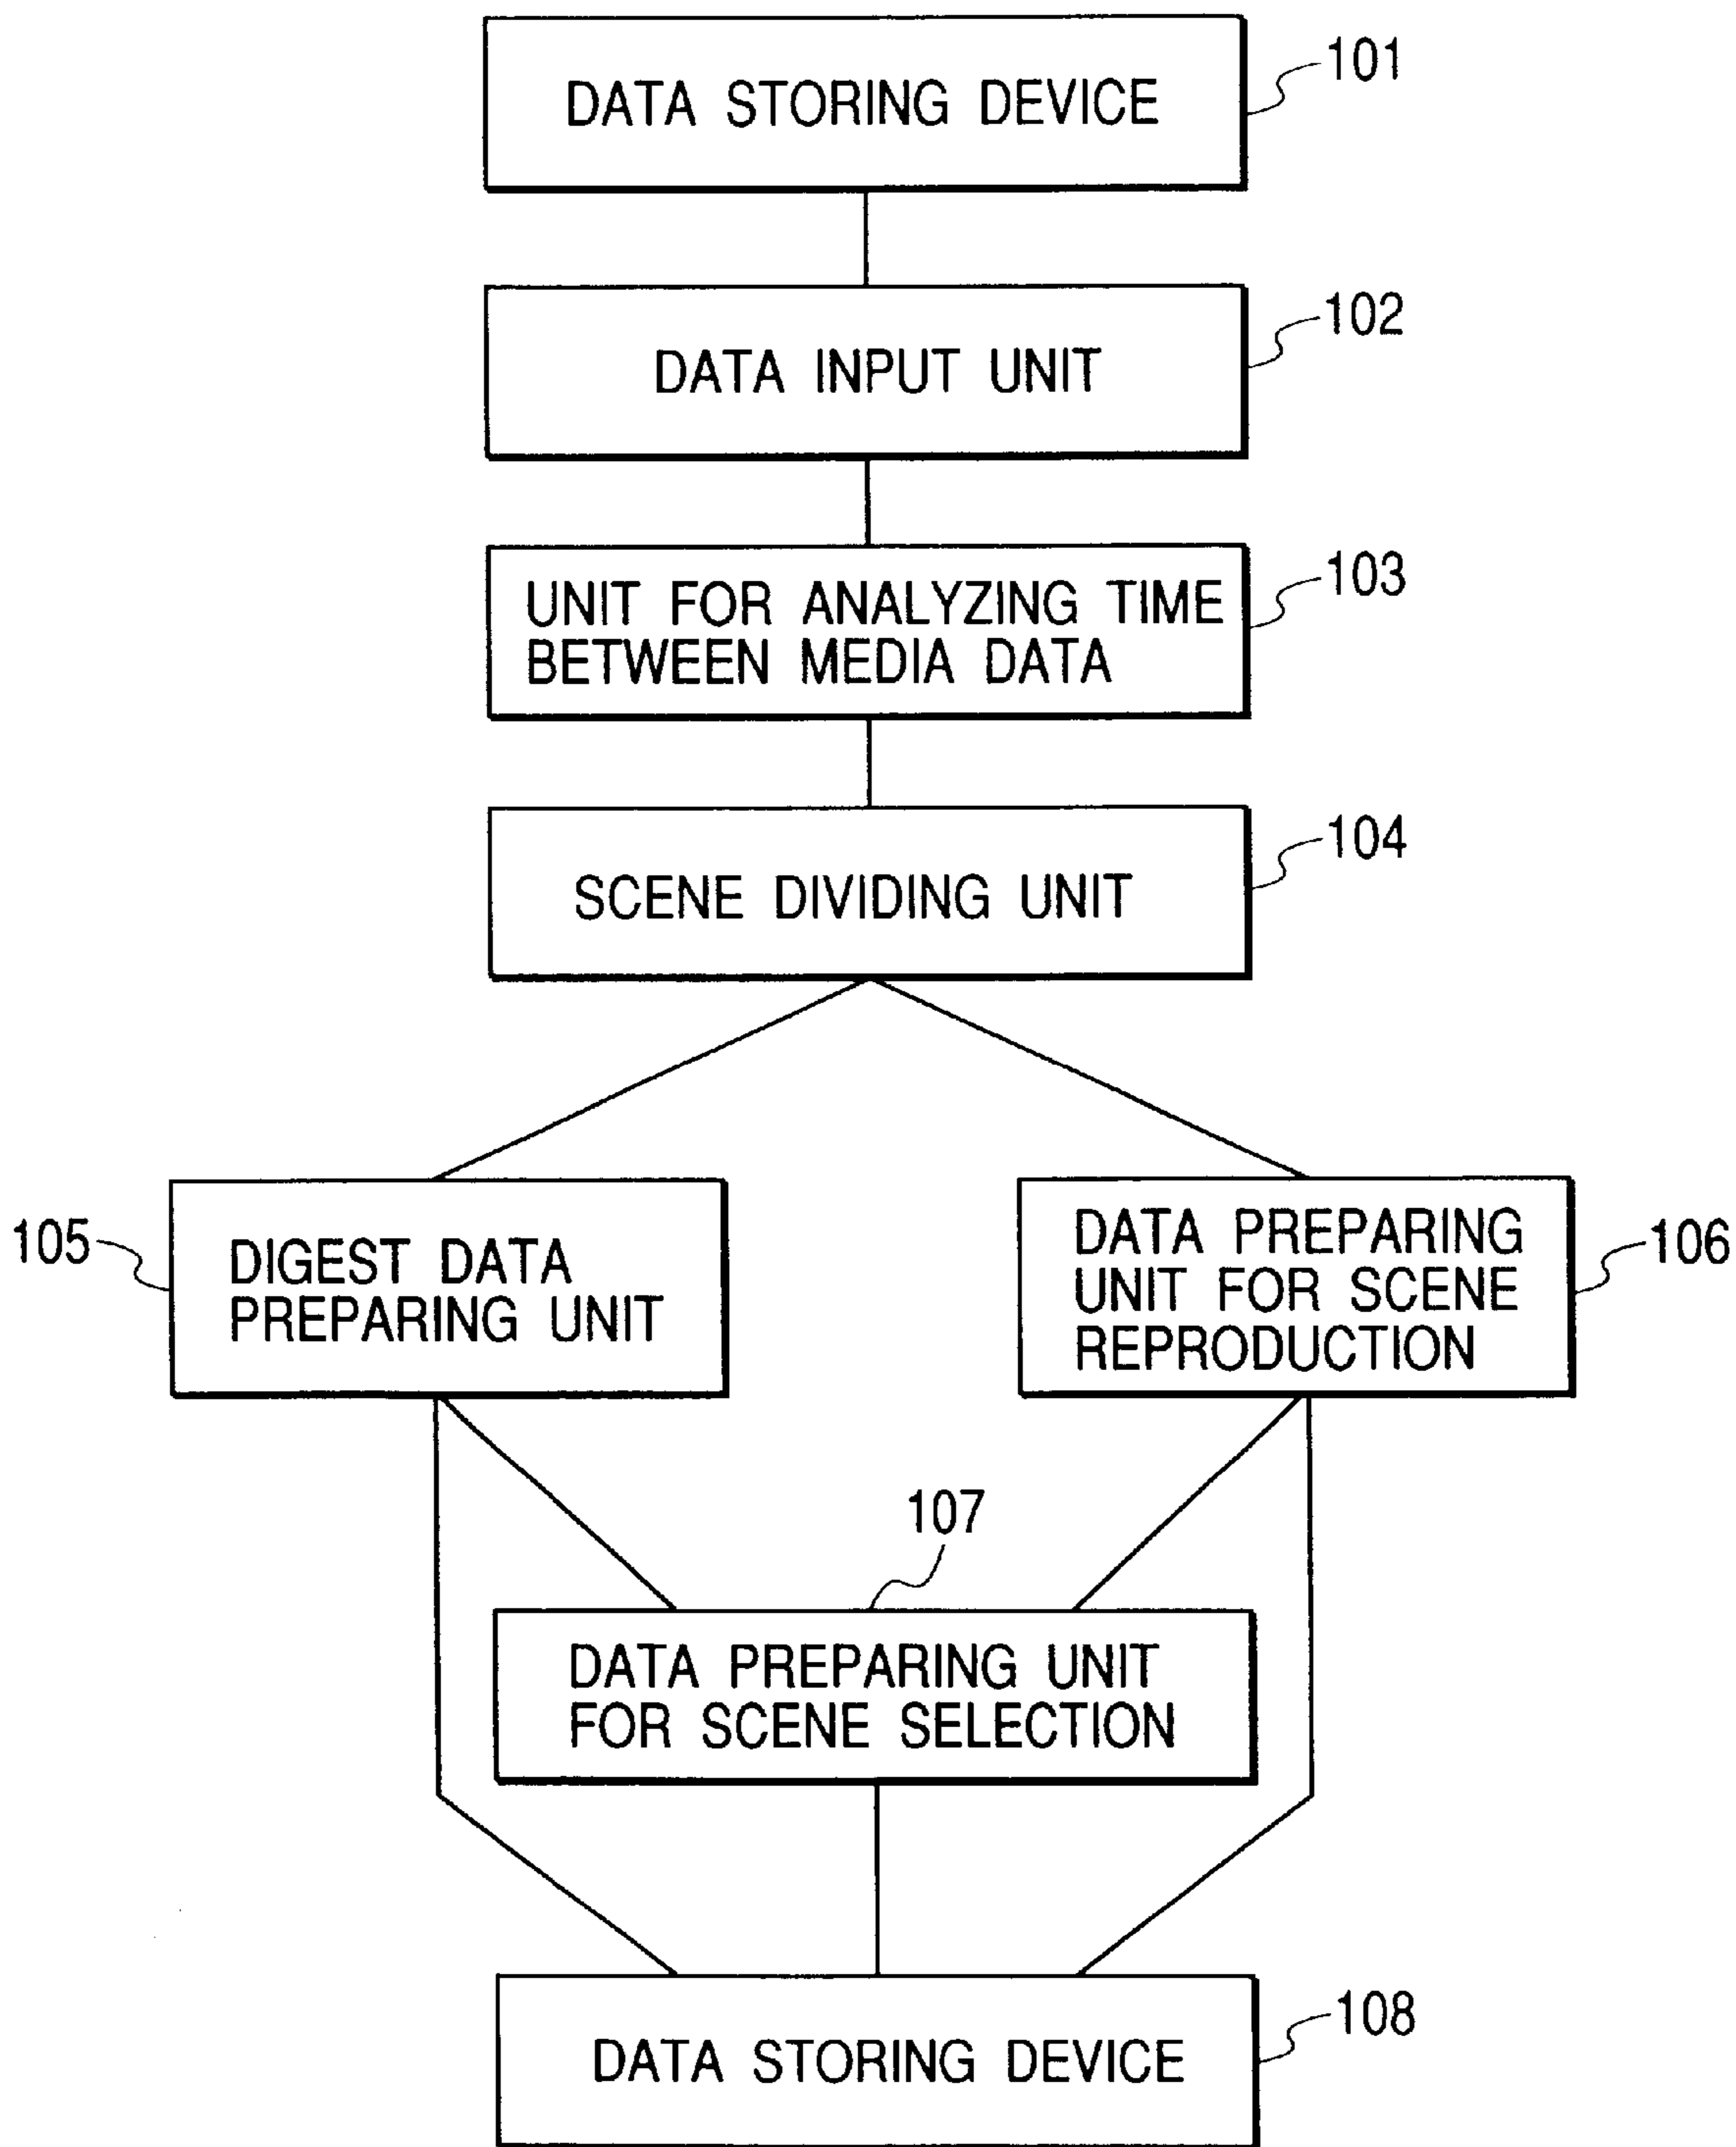 DATA STORING DEVICE
101
DATA INPUT UNIT
102
UNIT FOR ANALYZING TIME
BETWEEN MEDIA DATA
103
SCENE DIVIDING UNIT
104
105
DIGEST DATA
PREPARING UNIT
DATA PREPARING
UNIT FOR SCENE
REPRODUCTION
106
107
DATA PREPARING UNIT
FOR SCENE SELECTION
DATA STORING DEVICE
108